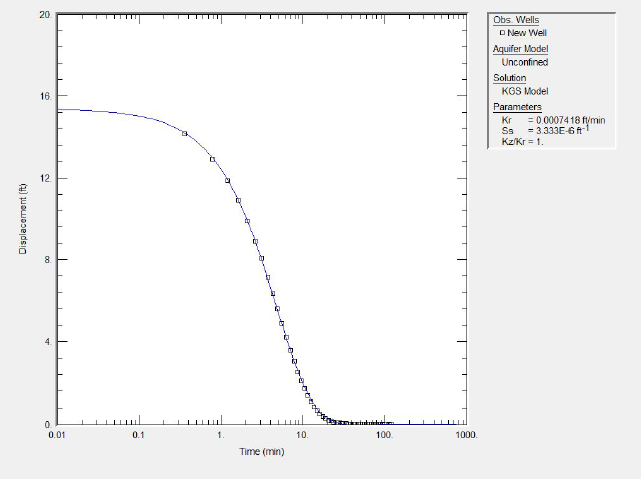 20.
16.
12.
8.
4.
0.
0.01 0.1 1. 10. 100. 1000.
Time (min)
Displacement (ft)
Obs. Wells
New Well
Aquifer Model
Unconfined
Solution
KGS Model
Parameters
Kr = 0.0007418 ft/min
Ss = 3.333E-6 ft-1
Kz/Kr = 1.